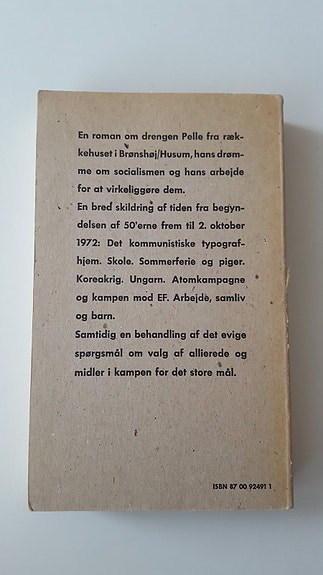 En roman om drengen Pelle fra ræk-
kehuset i Brønshøj/Husum, hans drøm-
me om socialismen og hans arbejde
for at virkeliggøre dem.
En bred skildring af tiden fra begyn-
delsen af 50'erne frem til 2. oktober
1972: Det kommunistiske typograf-
hjem. Skole. Sommerferie og piger.
Koreakrig. Ungarn. Atomkampagne
og kampen mod EF. Arbejde, samliv
og barn.
Samtidig en behandling af det evige
spørgsmål om valg af allierede og
midler i kampen for det store mål.
ISBN 87 00 92491 1